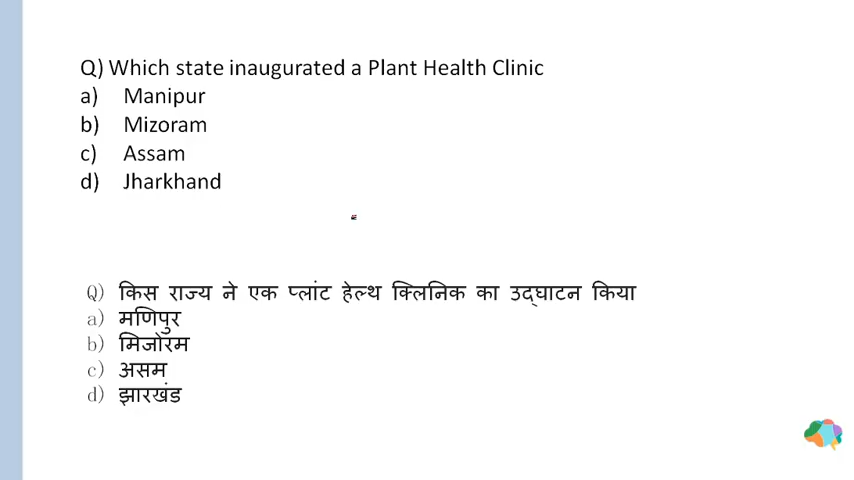 Q) Which state inaugurated a Plant Health Clinic
a) Manipur
b) Mizoram
c) Assam
d) Jharkhand
Q) किस राज्य ने एक प्लांट हेल्थ क्लिनिक का उद्घाटन किया
a) मणिपुर
b) मिजोरम
c) असम
d) झारखंड